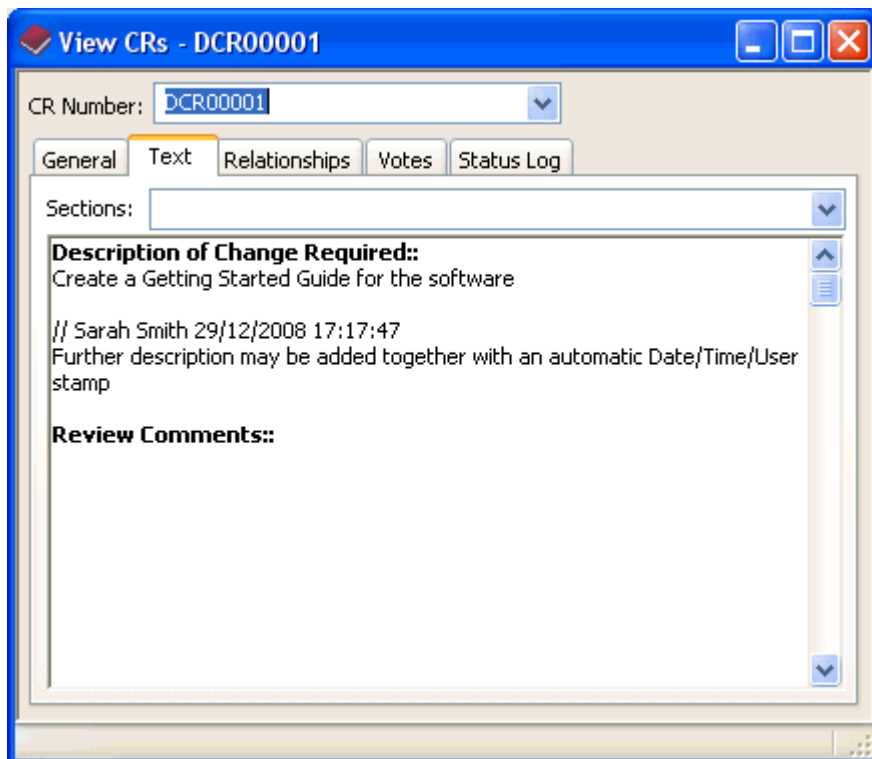 View CRs - DCR00001
CR Number: DCR00001
General Text Relationships Votes Status Log
Sections:
Description of Change Required::
Create a Getting Started Guide for the software
// Sarah Smith 29/12/2008 17:17:47
Further description may be added together with an automatic Date/Time/User
stamp
Review Comments::